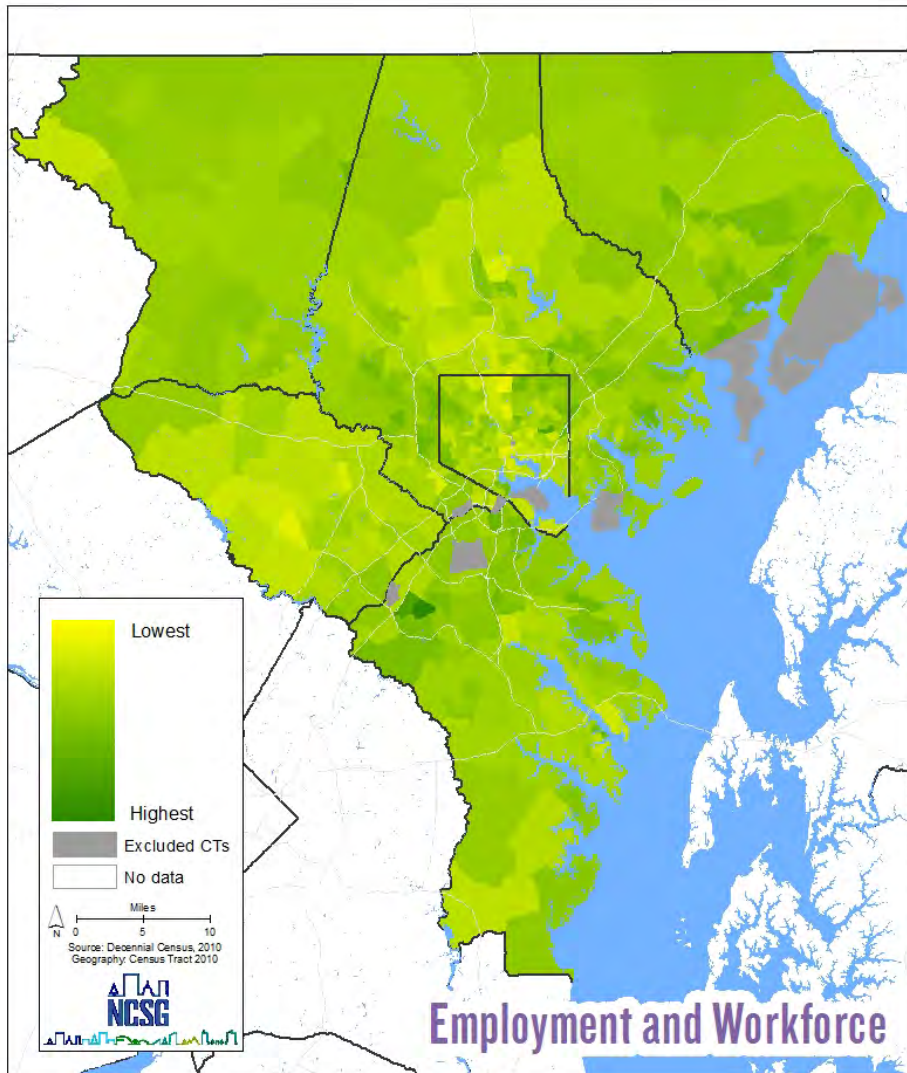 Lowest
Highest
Excluded CTs
No data
Miles
N 0 5 10
Source: Decennial Census, 2010
Geography: Census Tract 2010
NCSG
Employment and Workforce